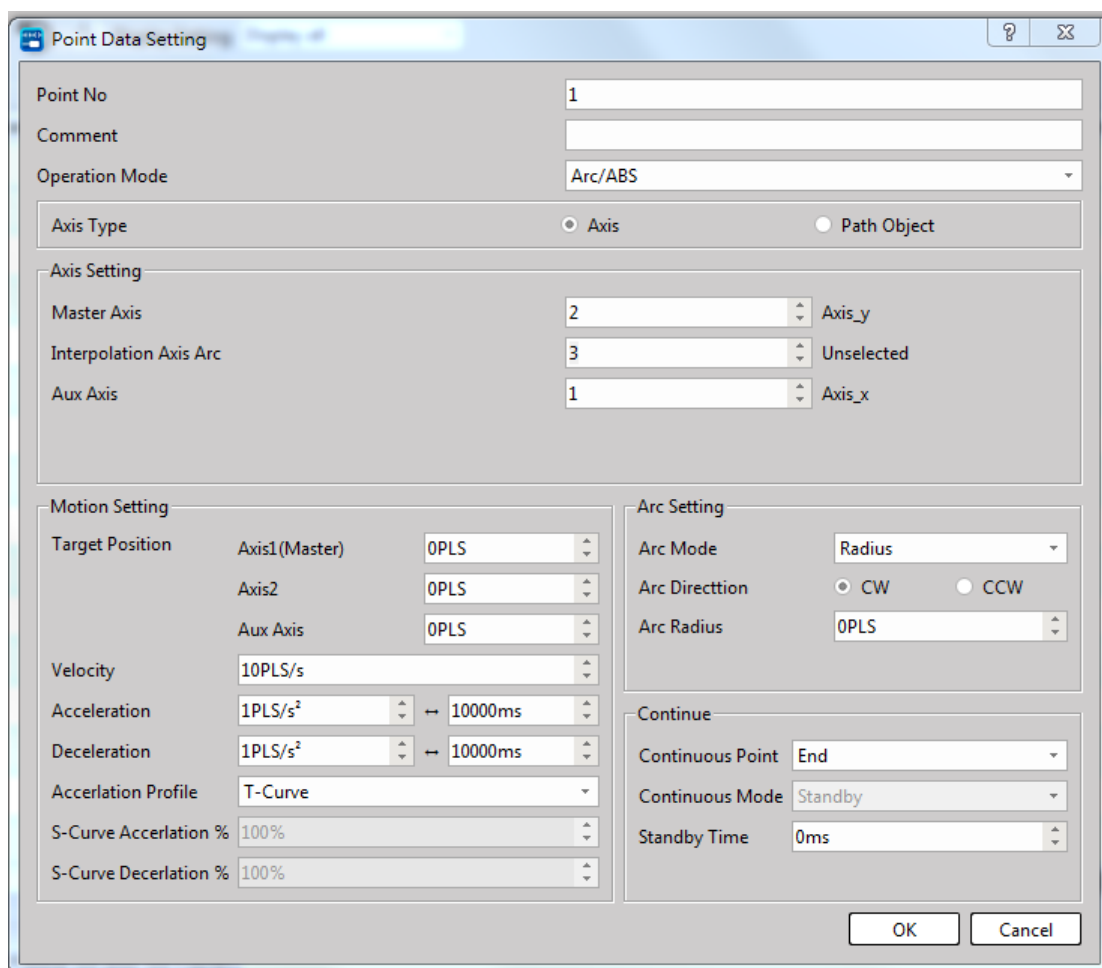 Point Data Setting
Point No 1
Comment
Operation Mode Arc/ABS
Axis Type Axis Path Object
Axis Setting
Master Axis 2 Axis_y
Interpolation Axis Arc 3 Unselected
Aux Axis 1 Axis_x
Motion Setting
Target Position Axis1(Master) 0PLS
Axis2 0PLS
Aux Axis 0PLS
Velocity 10PLS/s
Acceleration 1PLS/s² ↔ 10000ms
Deceleration 1PLS/s² ↔ 10000ms
Accerlation Profile T-Curve
S-Curve Accerlation % 100%
S-Curve Decerlation % 100%
Arc Setting
Arc Mode Radius
Arc Directtion CW CCW
Arc Radius 0PLS
Continue
Continuous Point End
Continuous Mode Standby
Standby Time 0ms
OK Cancel